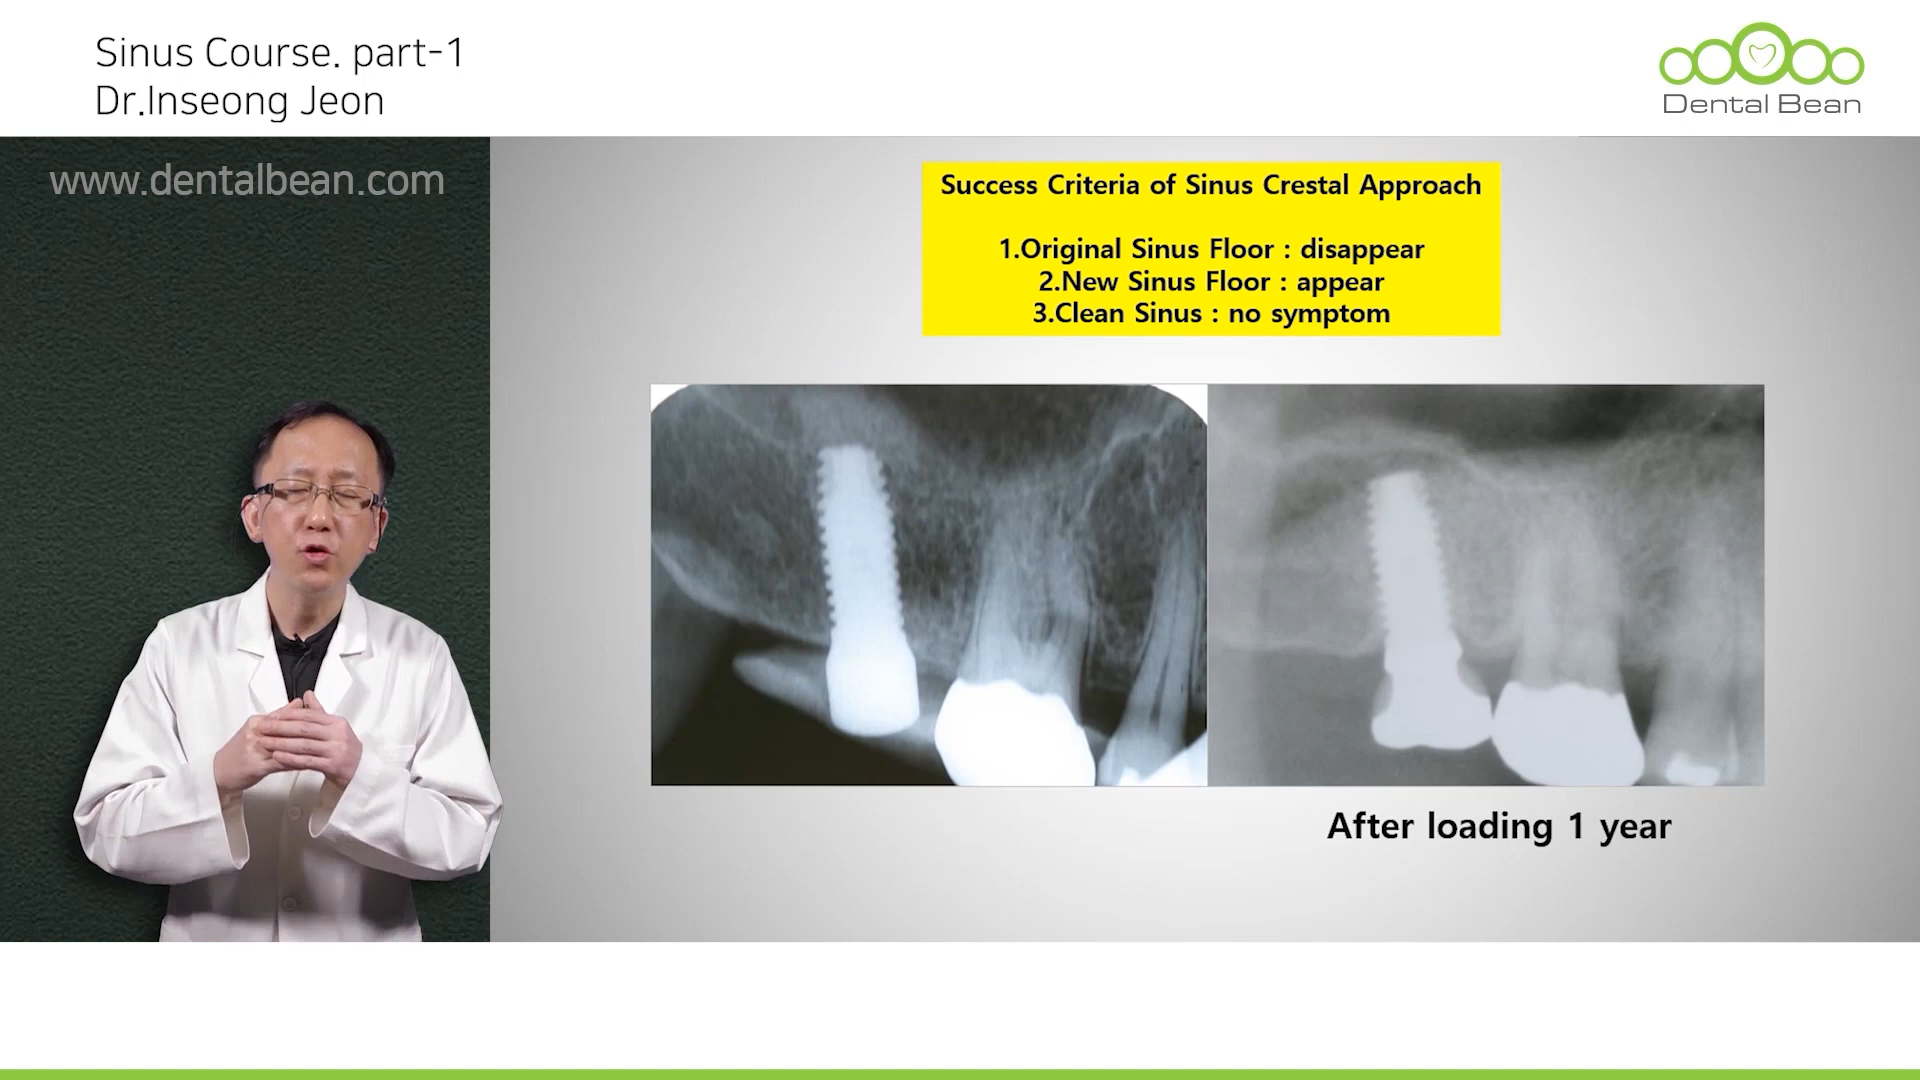 Sinus Course. part-1
Dr.Inseong Jeon
Dental Bean
www.dentalbean.com
Success Criteria of Sinus Crestal Approach
1.Original Sinus Floor : disappear
2.New Sinus Floor : appear
3.Clean Sinus : no symptom
After loading 1 year